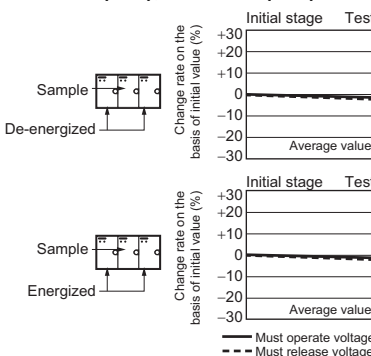 Initial stage Test
Change rate on the
basis of initial value (%)
+30
+20
+10
0
−10
−20
−30
Average value
Sample
De-energized
Initial stage Test
Change rate on the
basis of initial value (%)
+30
+20
+10
0
−10
−20
−30
Average value
Sample
Energized
Must operate voltage
Must release voltage